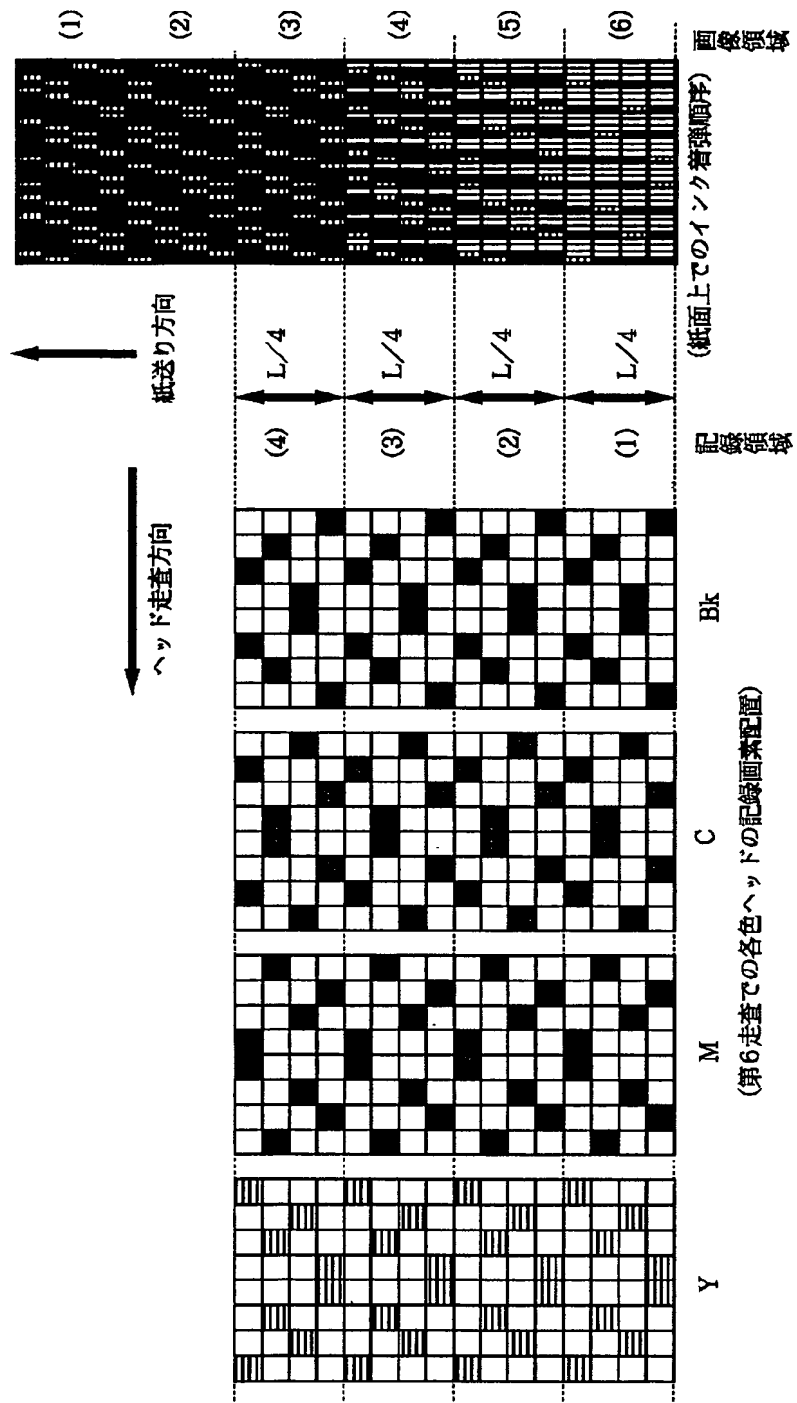 (1)
(2)
(3)
(4)
(5)
(6)
画像領域
(紙面上でのインク着弾順序)
紙送り方向
L/4
L/4
L/4
L/4
(4)
(3)
(2)
(1)
記録領域
ヘッド走査方向
Bk
C
M
Y
(第6走査での各色ヘッドの記録画素配置)